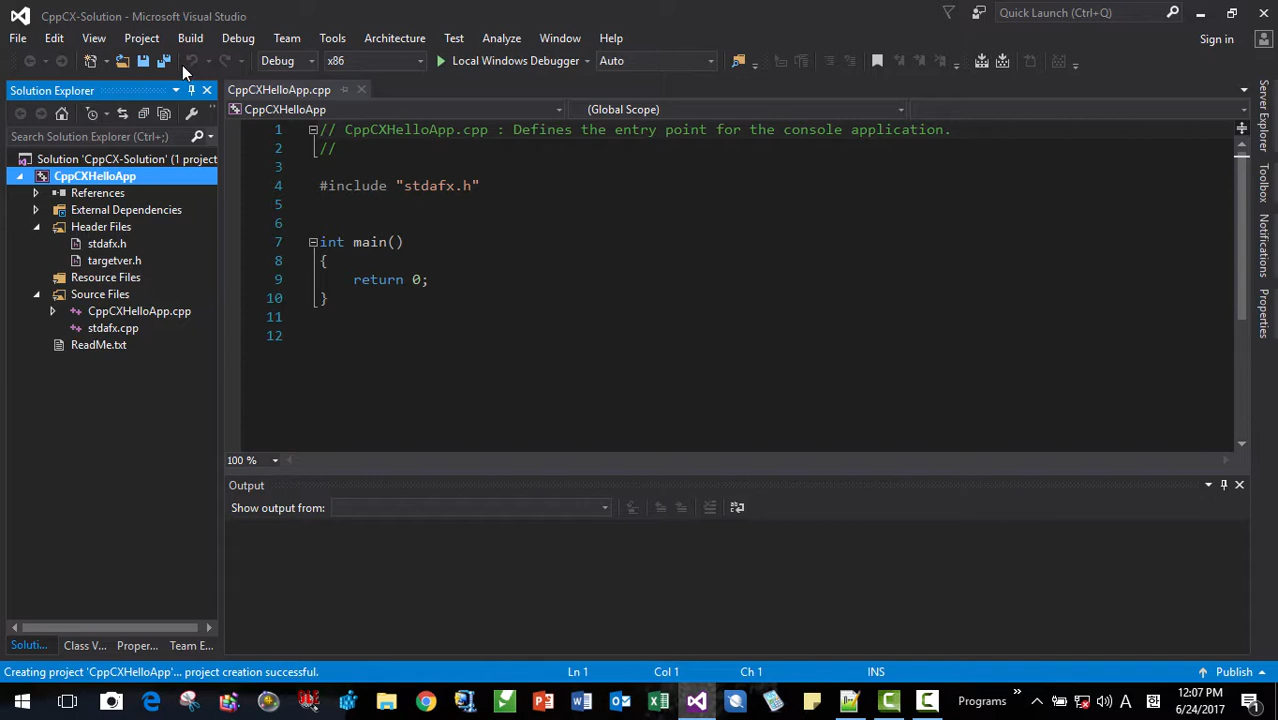 CppCX-Solution - Microsoft Visual Studio
Quick Launch (Ctrl+Q)
File Edit View Project Build Debug Team Tools Architecture Test Analyze Window Help
Sign in
Debug x86 Local Windows Debugger Auto
Solution Explorer
CppCXHelloApp.cpp
CppCXHelloApp (Global Scope)
Search Solution Explorer (Ctrl+;)
Solution 'CppCX-Solution' (1 project
CppCXHelloApp
References
External Dependencies
Header Files
stdafx.h
targetver.h
Resource Files
Source Files
CppCXHelloApp.cpp
stdafx.cpp
ReadMe.txt
1 // CppCXHelloApp.cpp : Defines the entry point for the console application.
2 //
3
4 #include "stdafx.h"
5
6
7 int main()
8 {
9 return 0;
10 }
11
12
100 %
Server Explorer
Toolbox
Notifications
Properties
Output
Show output from:
Soluti... Class V... Proper... Team E...
Creating project 'CppCXHelloApp'... project creation successful.
Ln 1 Col 1 Ch 1 INS
Publish
Programs
A
12:07 PM
6/24/2017
1